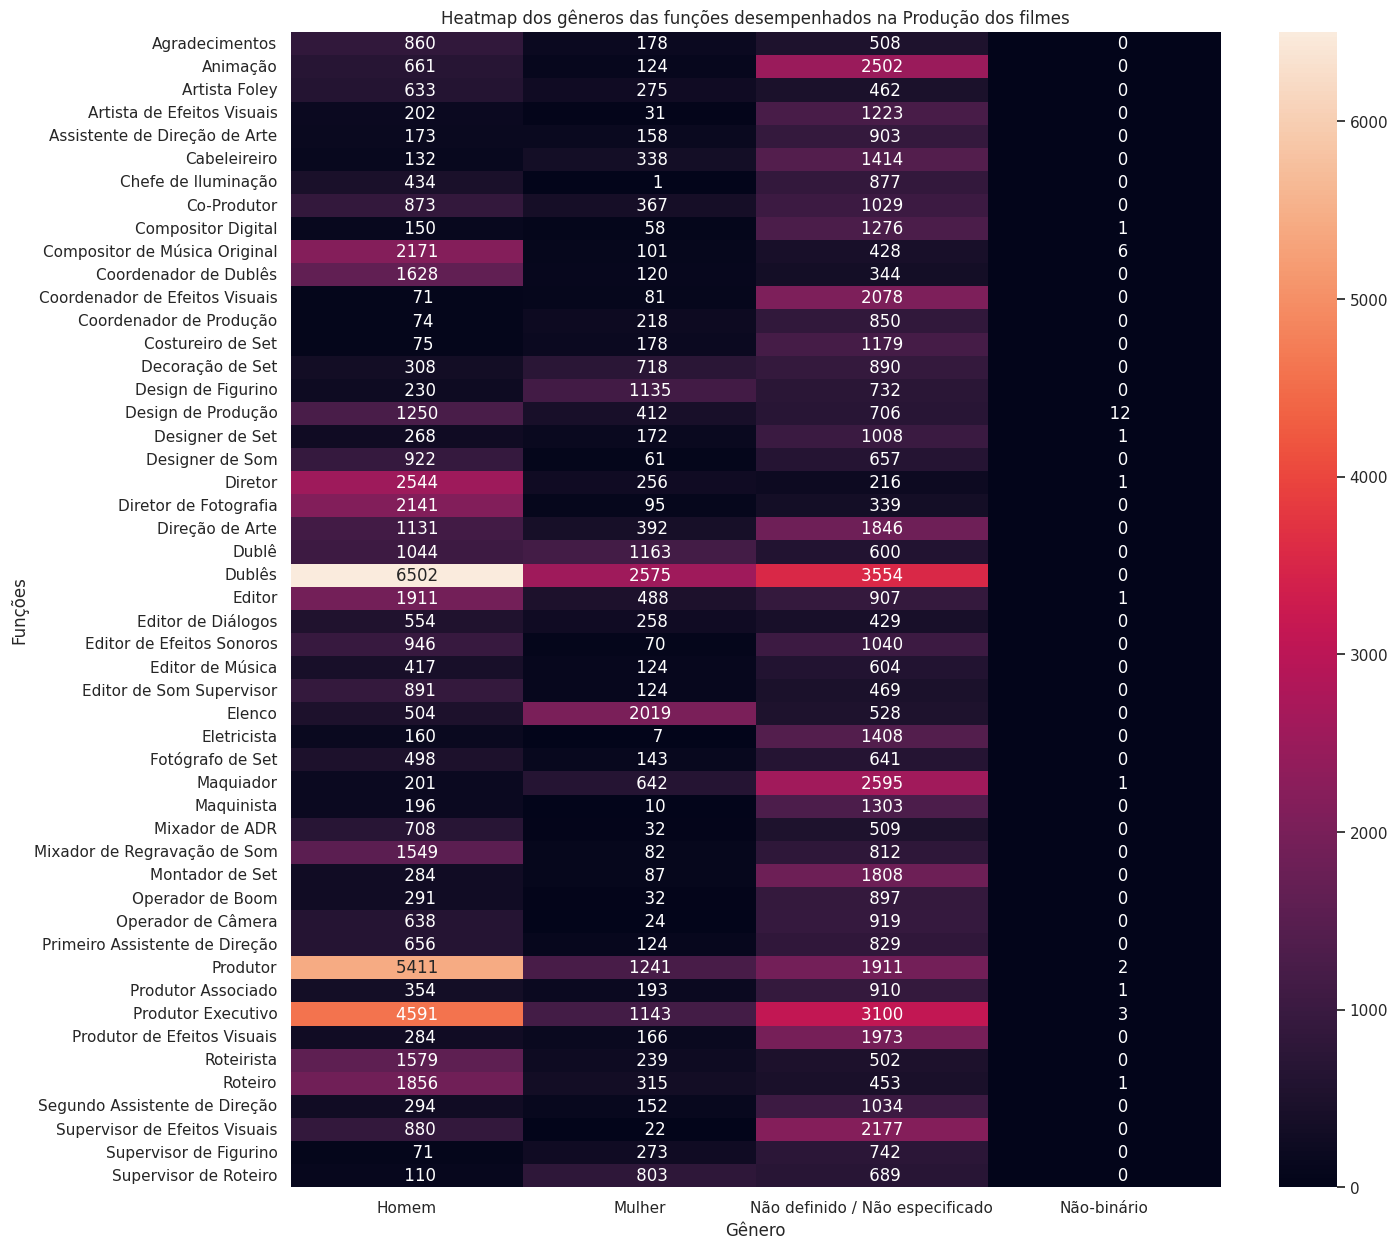 Heatmap dos gêneros das funções desempenhados na Produção dos filmes
Agradecimentos 860 178 508 0
Animação 661 124 2502 0
Artista Foley 633 275 462 0
Artista de Efeitos Visuais 202 31 1223 0
Assistente de Direção de Arte 173 158 903 0
Cabeleireiro 132 338 1414 0
Chefe de Iluminação 434 1 877 0
Co-Produtor 873 367 1029 0
Compositor Digital 150 58 1276 1
Compositor de Música Original 2171 101 428 6
Coordenador de Dublês 1628 120 344 0
Coordenador de Efeitos Visuais 71 81 2078 0
Coordenador de Produção 74 218 850 0
Costureiro de Set 75 178 1179 0
Decoração de Set 308 718 890 0
Design de Figurino 230 1135 732 0
Design de Produção 1250 412 706 12
Designer de Set 268 172 1008 1
Designer de Som 922 61 657 0
Diretor 2544 256 216 1
Diretor de Fotografia 2141 95 339 0
Direção de Arte 1131 392 1846 0
Dublê 1044 1163 600 0
Dublês 6502 2575 3554 0
Editor 1911 488 907 1
Editor de Diálogos 554 258 429 0
Editor de Efeitos Sonoros 946 70 1040 0
Editor de Música 417 124 604 0
Editor de Som Supervisor 891 124 469 0
Elenco 504 2019 528 0
Eletricista 160 7 1408 0
Fotógrafo de Set 498 143 641 0
Maquiador 201 642 2595 1
Maquinista 196 10 1303 0
Mixador de ADR 708 32 509 0
Mixador de Regravação de Som 1549 82 812 0
Montador de Set 284 87 1808 0
Operador de Boom 291 32 897 0
Operador de Câmera 638 24 919 0
Primeiro Assistente de Direção 656 124 829 0
Produtor 5411 1241 1911 2
Produtor Associado 354 193 910 1
Produtor Executivo 4591 1143 3100 3
Produtor de Efeitos Visuais 284 166 1973 0
Roteirista 1579 239 502 0
Roteiro 1856 315 453 1
Segundo Assistente de Direção 294 152 1034 0
Supervisor de Efeitos Visuais 880 22 2177 0
Supervisor de Figurino 71 273 742 0
Supervisor de Roteiro 110 803 689 0
Homem Mulher Não definido / Não especificado Não-binário
Gênero
Funções
6000
5000
4000
3000
2000
1000
0